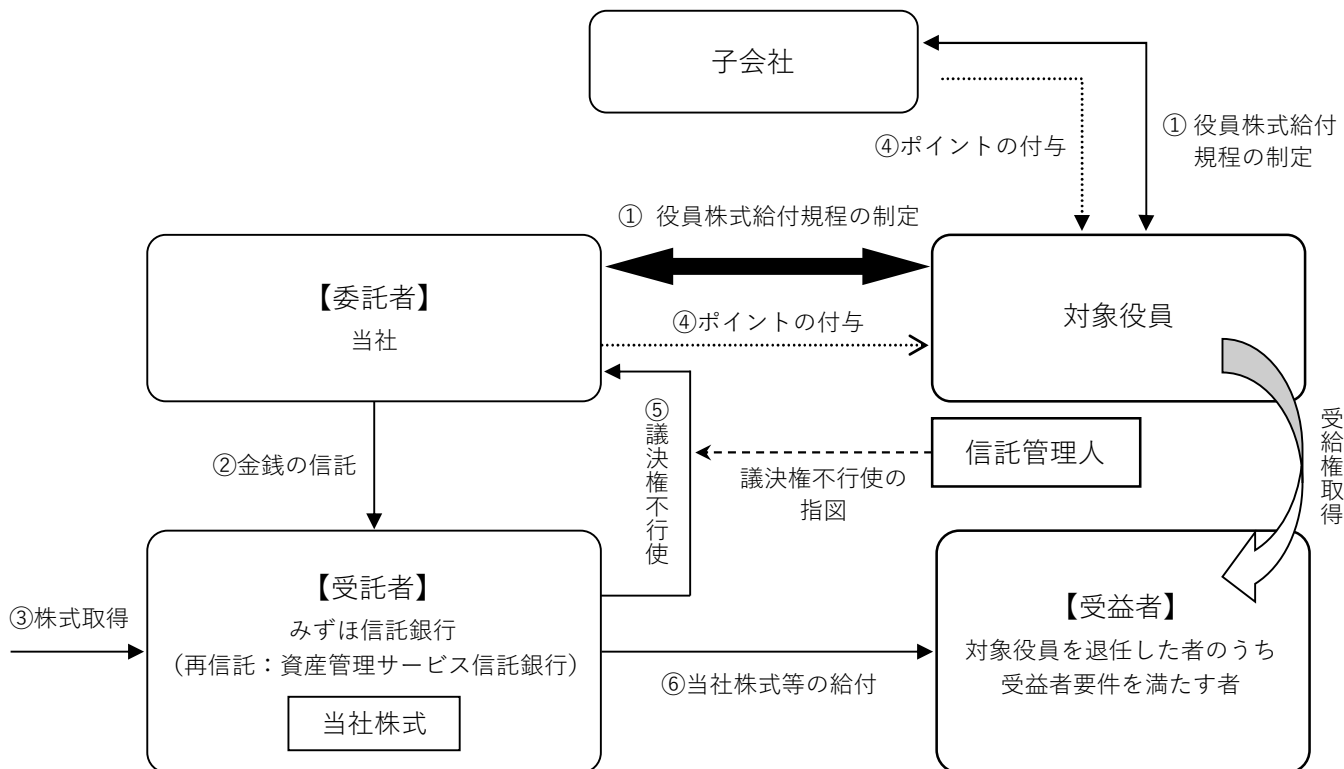 子会社
① 役員株式給付
規程の制定
④ポイントの付与
① 役員株式給付規程の制定
【委託者】
当社
④ポイントの付与
対象役員
②金銭の信託
⑤議決権不行使
議決権不行使の
指図
信託管理人
受給権取得
③株式取得
【受託者】
みずほ信託銀行
（再信託：資産管理サービス信託銀行）
当社株式
⑥当社株式等の給付
【受益者】
対象役員を退任した者のうち
受益者要件を満たす者